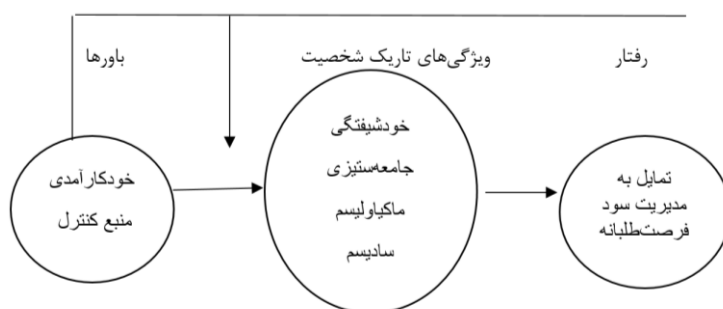 باورها
ویژگی‌های تاریک شخصیت
رفتار
خودکارآمدی
منبع کنترل
خودشیفتگی
جامعه‌ستیزی
ماکیاولیسم
سادیسم
تمایل به
مدیریت سود
فرصت‌طلبانه